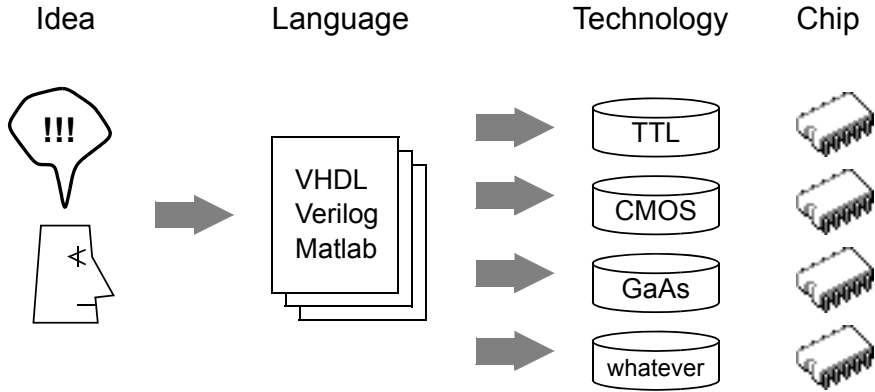 Idea
Language
Technology
Chip
!!!
VHDL
Verilog
Matlab
TTL
CMOS
GaAs
whatever